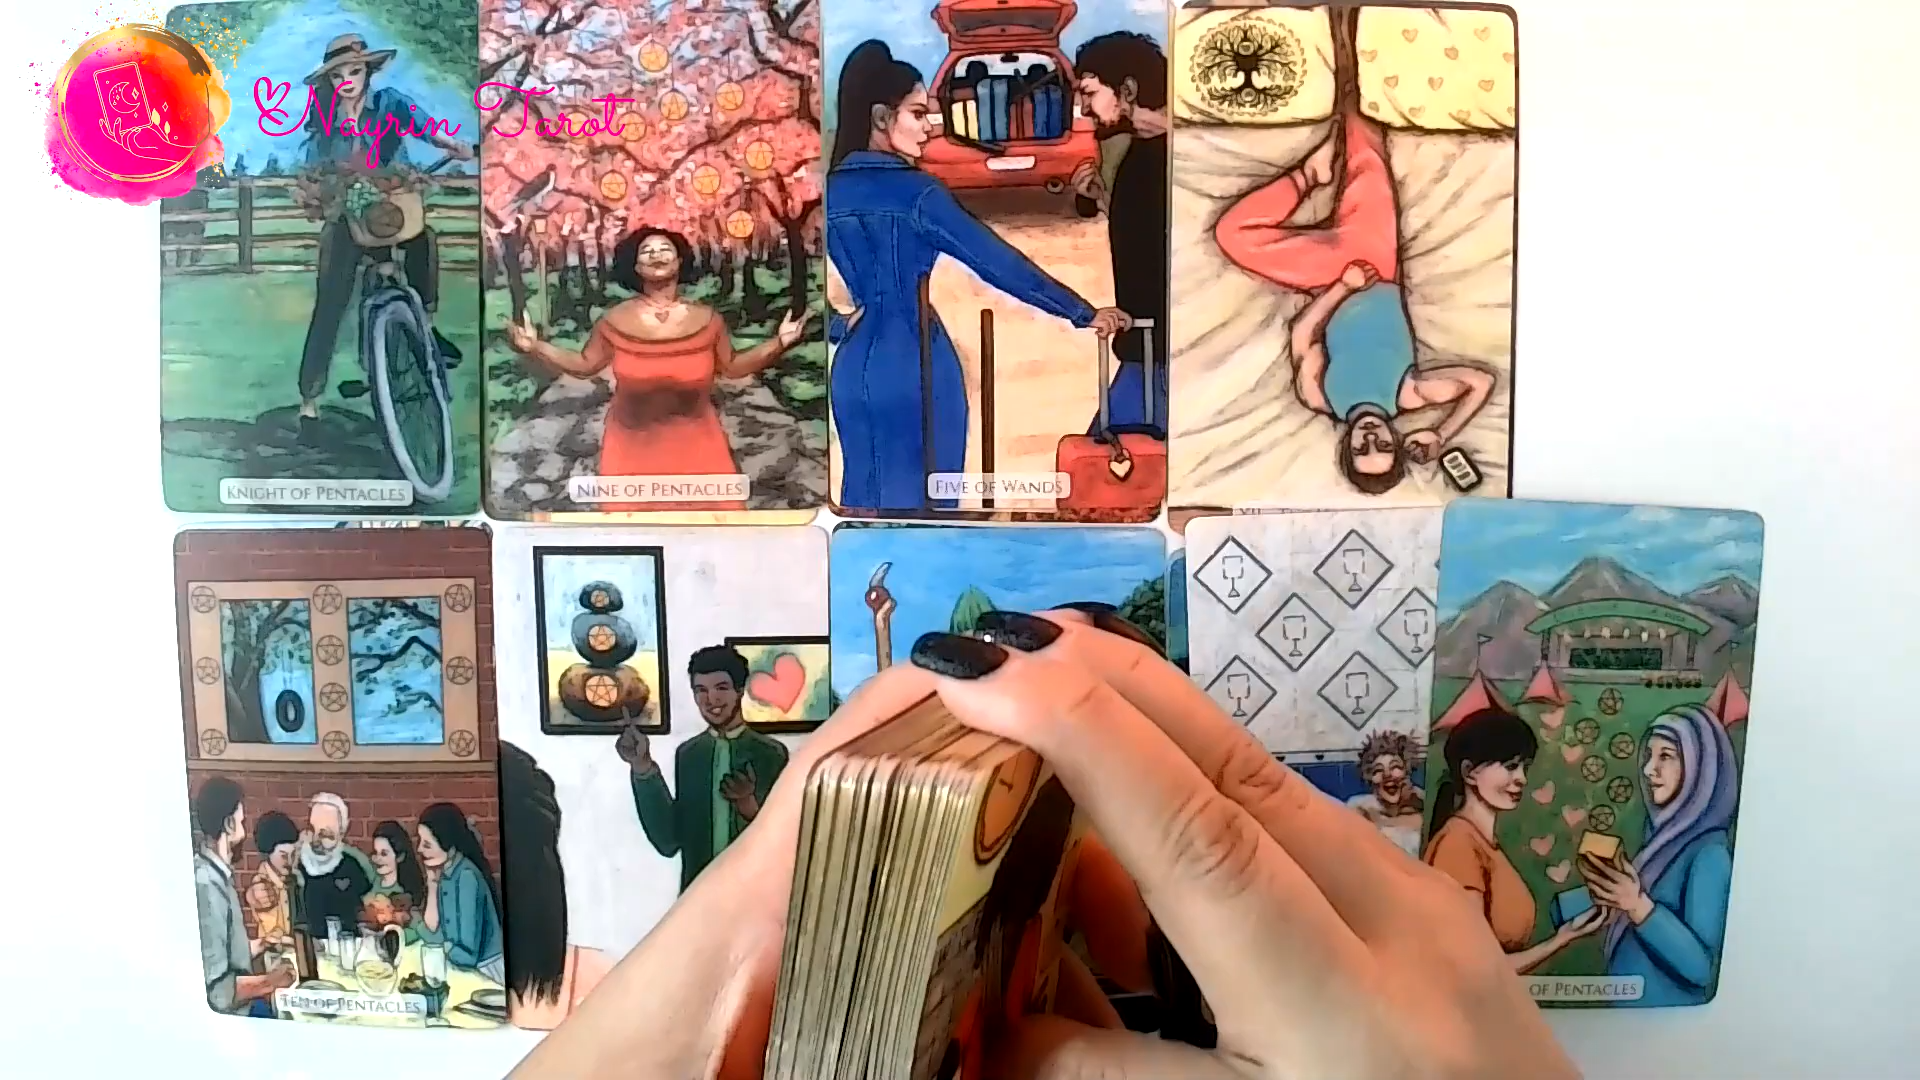 Nayrin Tarot
KNIGHT OF PENTACLES
NINE OF PENTACLES
FIVE OF WANDS
TEN OF PENTACLES
OF PENTACLES